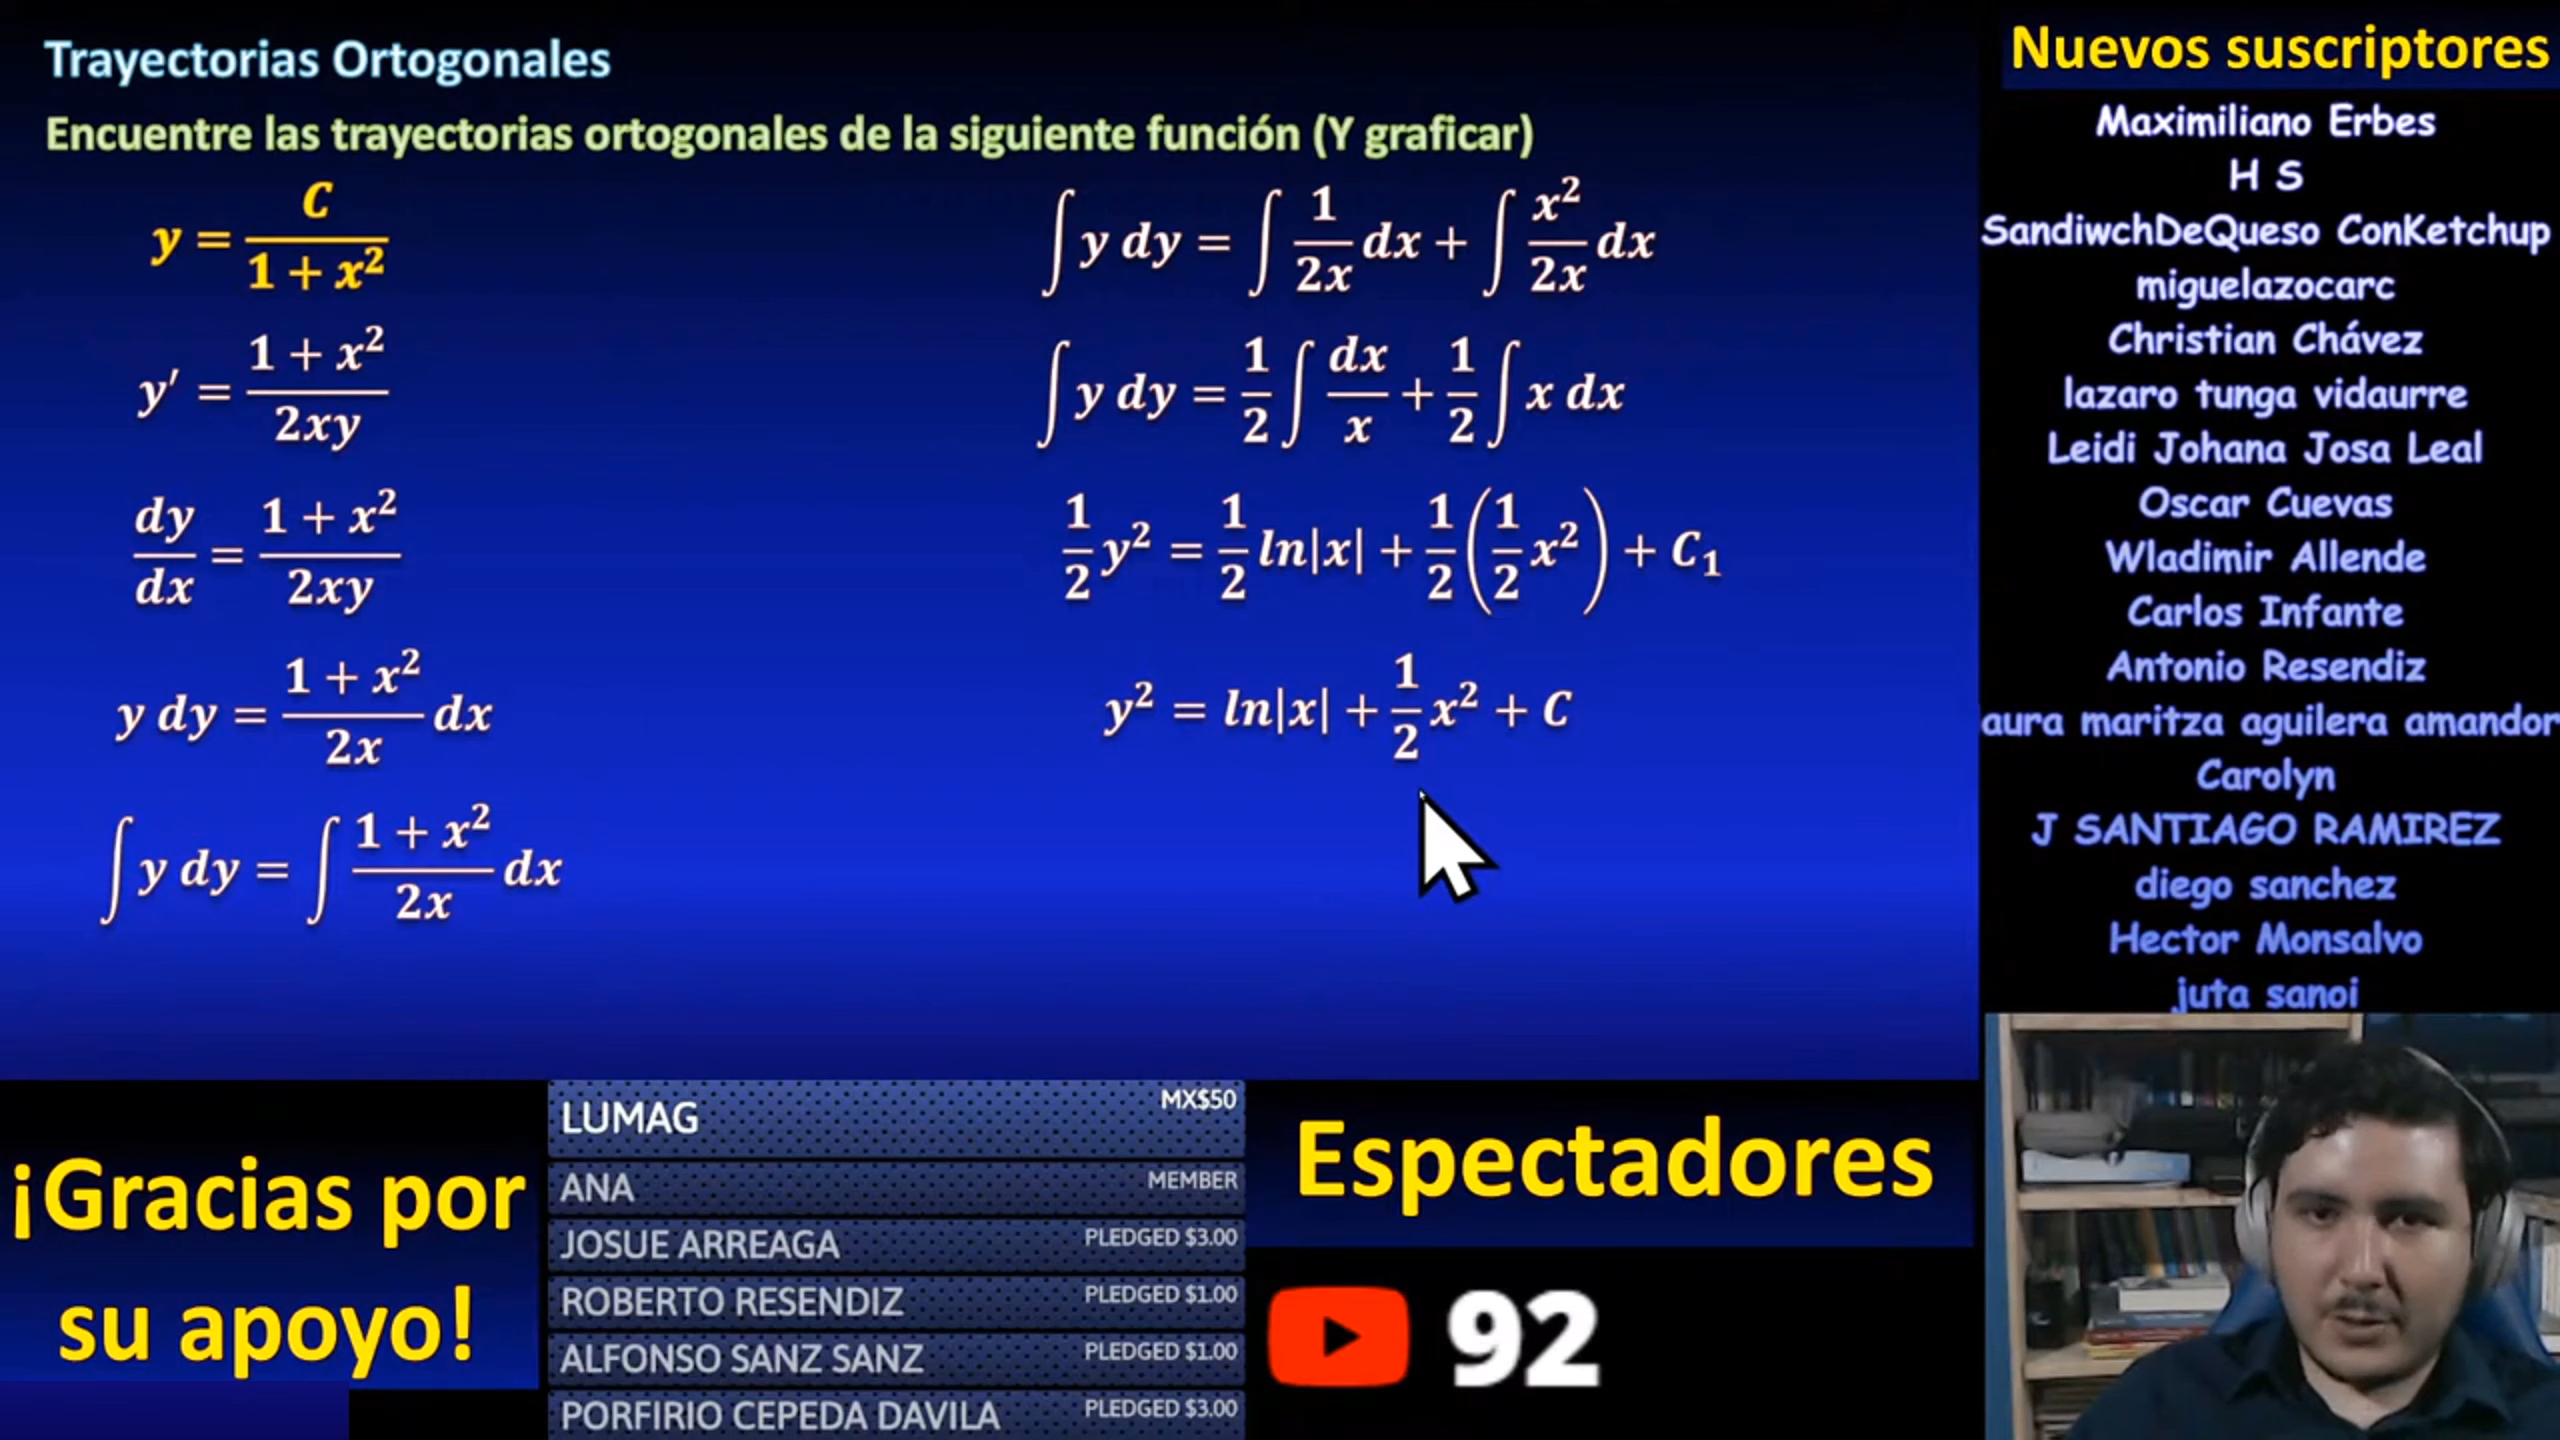 Trayectorias Ortogonales
Encuentre las trayectorias ortogonales de la siguiente función (Y graficar)
y = C / (1 + x²)
y′ = (1 + x²) / (2xy)
dy/dx = (1 + x²) / (2xy)
y dy = (1 + x²) / (2x) dx
∫ y dy = ∫ (1 + x²) / (2x) dx
∫ y dy = ∫ 1/(2x) dx + ∫ x²/(2x) dx
∫ y dy = 1/2 ∫ dx/x + 1/2 ∫ x dx
1/2 y² = 1/2 ln|x| + 1/2 (1/2 x²) + C₁
y² = ln|x| + 1/2 x² + C
Nuevos suscriptores
Maximiliano Erbes
H S
SandiwchDeQueso ConKetchup
miguelazocarc
Christian Chávez
lazaro tunga vidaurre
Leidi Johana Josa Leal
Oscar Cuevas
Wladimir Allende
Carlos Infante
Antonio Resendiz
aura maritza aguilera amandor
Carolyn
J SANTIAGO RAMIREZ
diego sanchez
Hector Monsalvo
juta sanoi
¡Gracias por
su apoyo!
LUMAG MX$50
ANA MEMBER
JOSUE ARREAGA PLEDGED $3.00
ROBERTO RESENDIZ PLEDGED $1.00
ALFONSO SANZ SANZ PLEDGED $1.00
PORFIRIO CEPEDA DAVILA PLEDGED $3.00
Espectadores
92